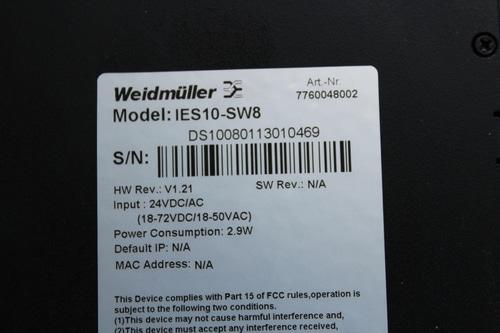 Weidmüller
Art.-Nr.
7760048002
Model: IES10-SW8
DS10080113010469
S/N:
HW Rev.: V1.21 SW Rev.: N/A
Input : 24VDC/AC
(18-72VDC/18-50VAC)
Power Consumption: 2.9W
Default IP: N/A
MAC Address: N/A
This Device complies with Part 15 of FCC rules,operation is
subject to the following two conditions.
(1)This device may not cause harmful interference and,
(2)This device must accept any interference received,